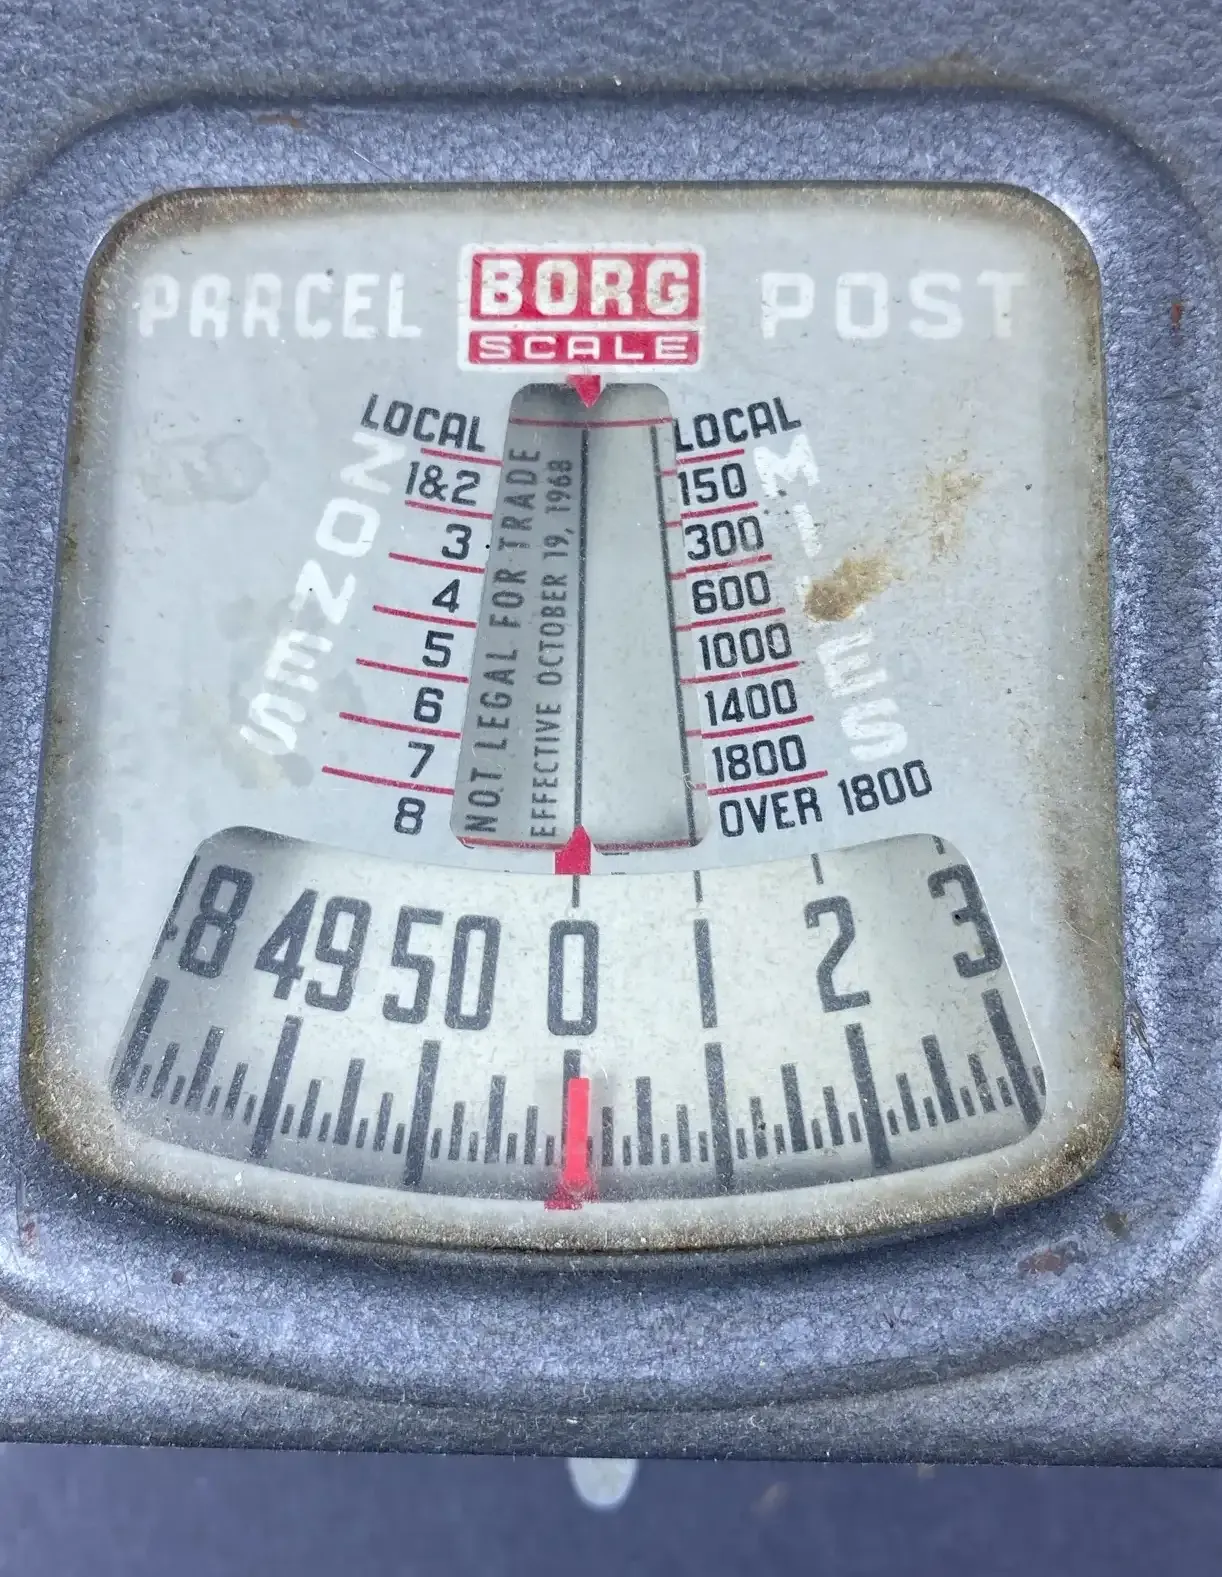 PARCEL POST
BORG
SCALE
ZONES
LOCAL
1&2
3
4
5
6
7
8
NOT LEGAL FOR TRADE
EFFECTIVE OCTOBER 19, 1968
MILES
LOCAL
150
300
600
1000
1400
1800
OVER 1800
8 49 50 0 1 2 3